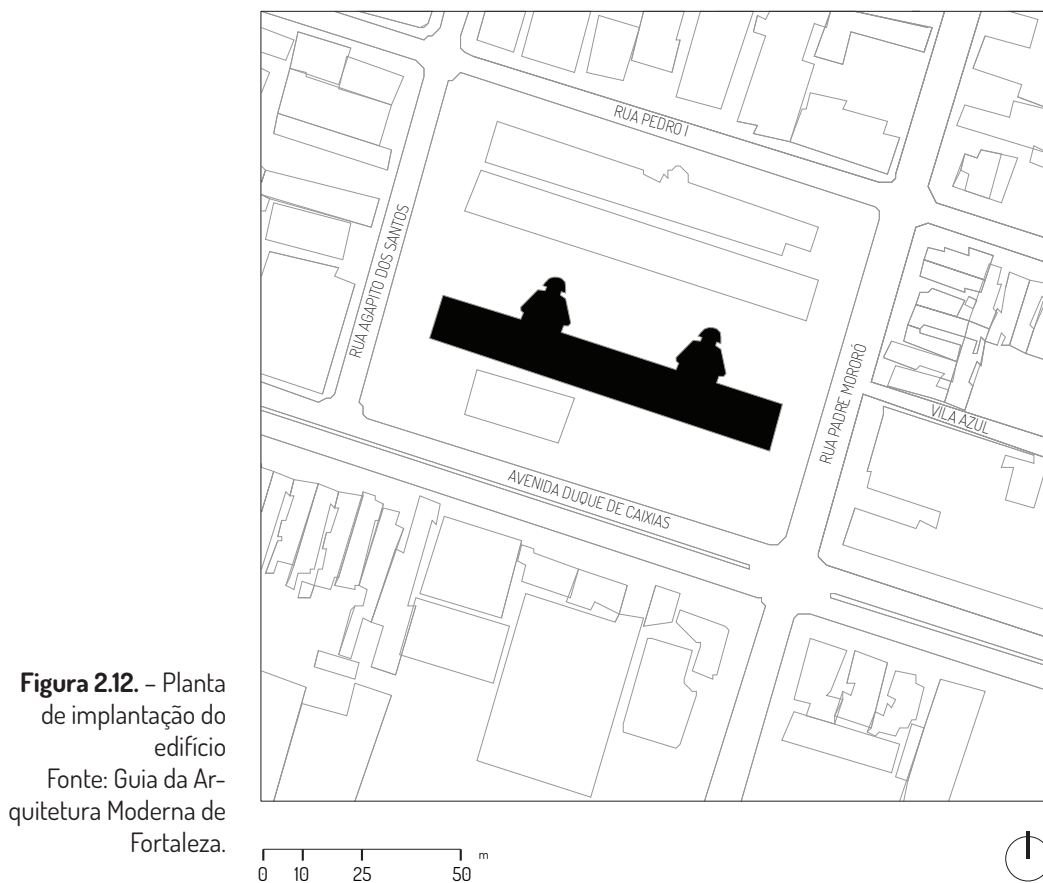 RUA PEDRO I
RUA AGAPITO DOS SANTOS
RUA PADRE MORORÓ
VILA AZUL
AVENIDA DUQUE DE CAIXIAS
Figura 2.12. – Planta
de implantação do
edifício
Fonte: Guia da Ar-
quitetura Moderna de
Fortaleza.
0 10 25 50 m